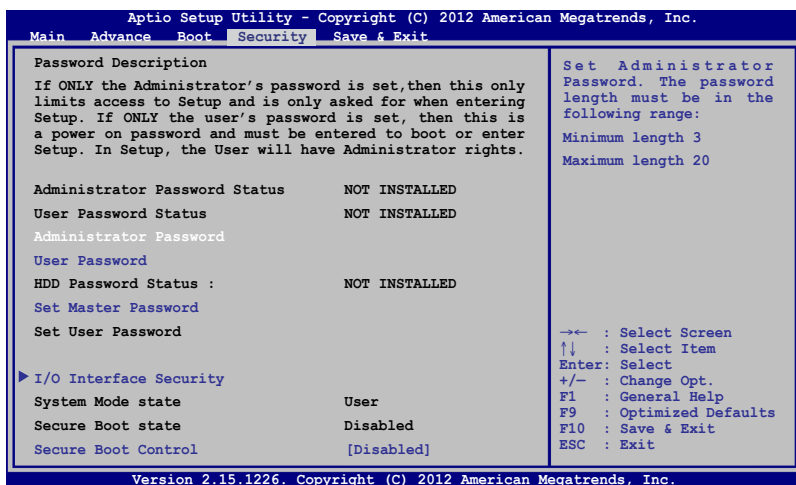 Aptio Setup Utility - Copyright (C) 2012 American Megatrends, Inc.
Main Advance Boot Security Save & Exit
Password Description
If ONLY the Administrator's password is set,then this only
limits access to Setup and is only asked for when entering
Setup. If ONLY the user's password is set, then this is
a power on password and must be entered to boot or enter
Setup. In Setup, the User will have Administrator rights.
Administrator Password Status NOT INSTALLED
User Password Status NOT INSTALLED
Administrator Password
User Password
HDD Password Status : NOT INSTALLED
Set Master Password
Set User Password
I/O Interface Security
System Mode state User
Secure Boot state Disabled
Secure Boot Control [Disabled]
Set Administrator
Password. The password
length must be in the
following range:
Minimum length 3
Maximum length 20
→← : Select Screen
↑↓ : Select Item
Enter: Select
+/— : Change Opt.
F1 : General Help
F9 : Optimized Defaults
F10 : Save & Exit
ESC : Exit
Version 2.15.1226. Copyright (C) 2012 American Megatrends, Inc.